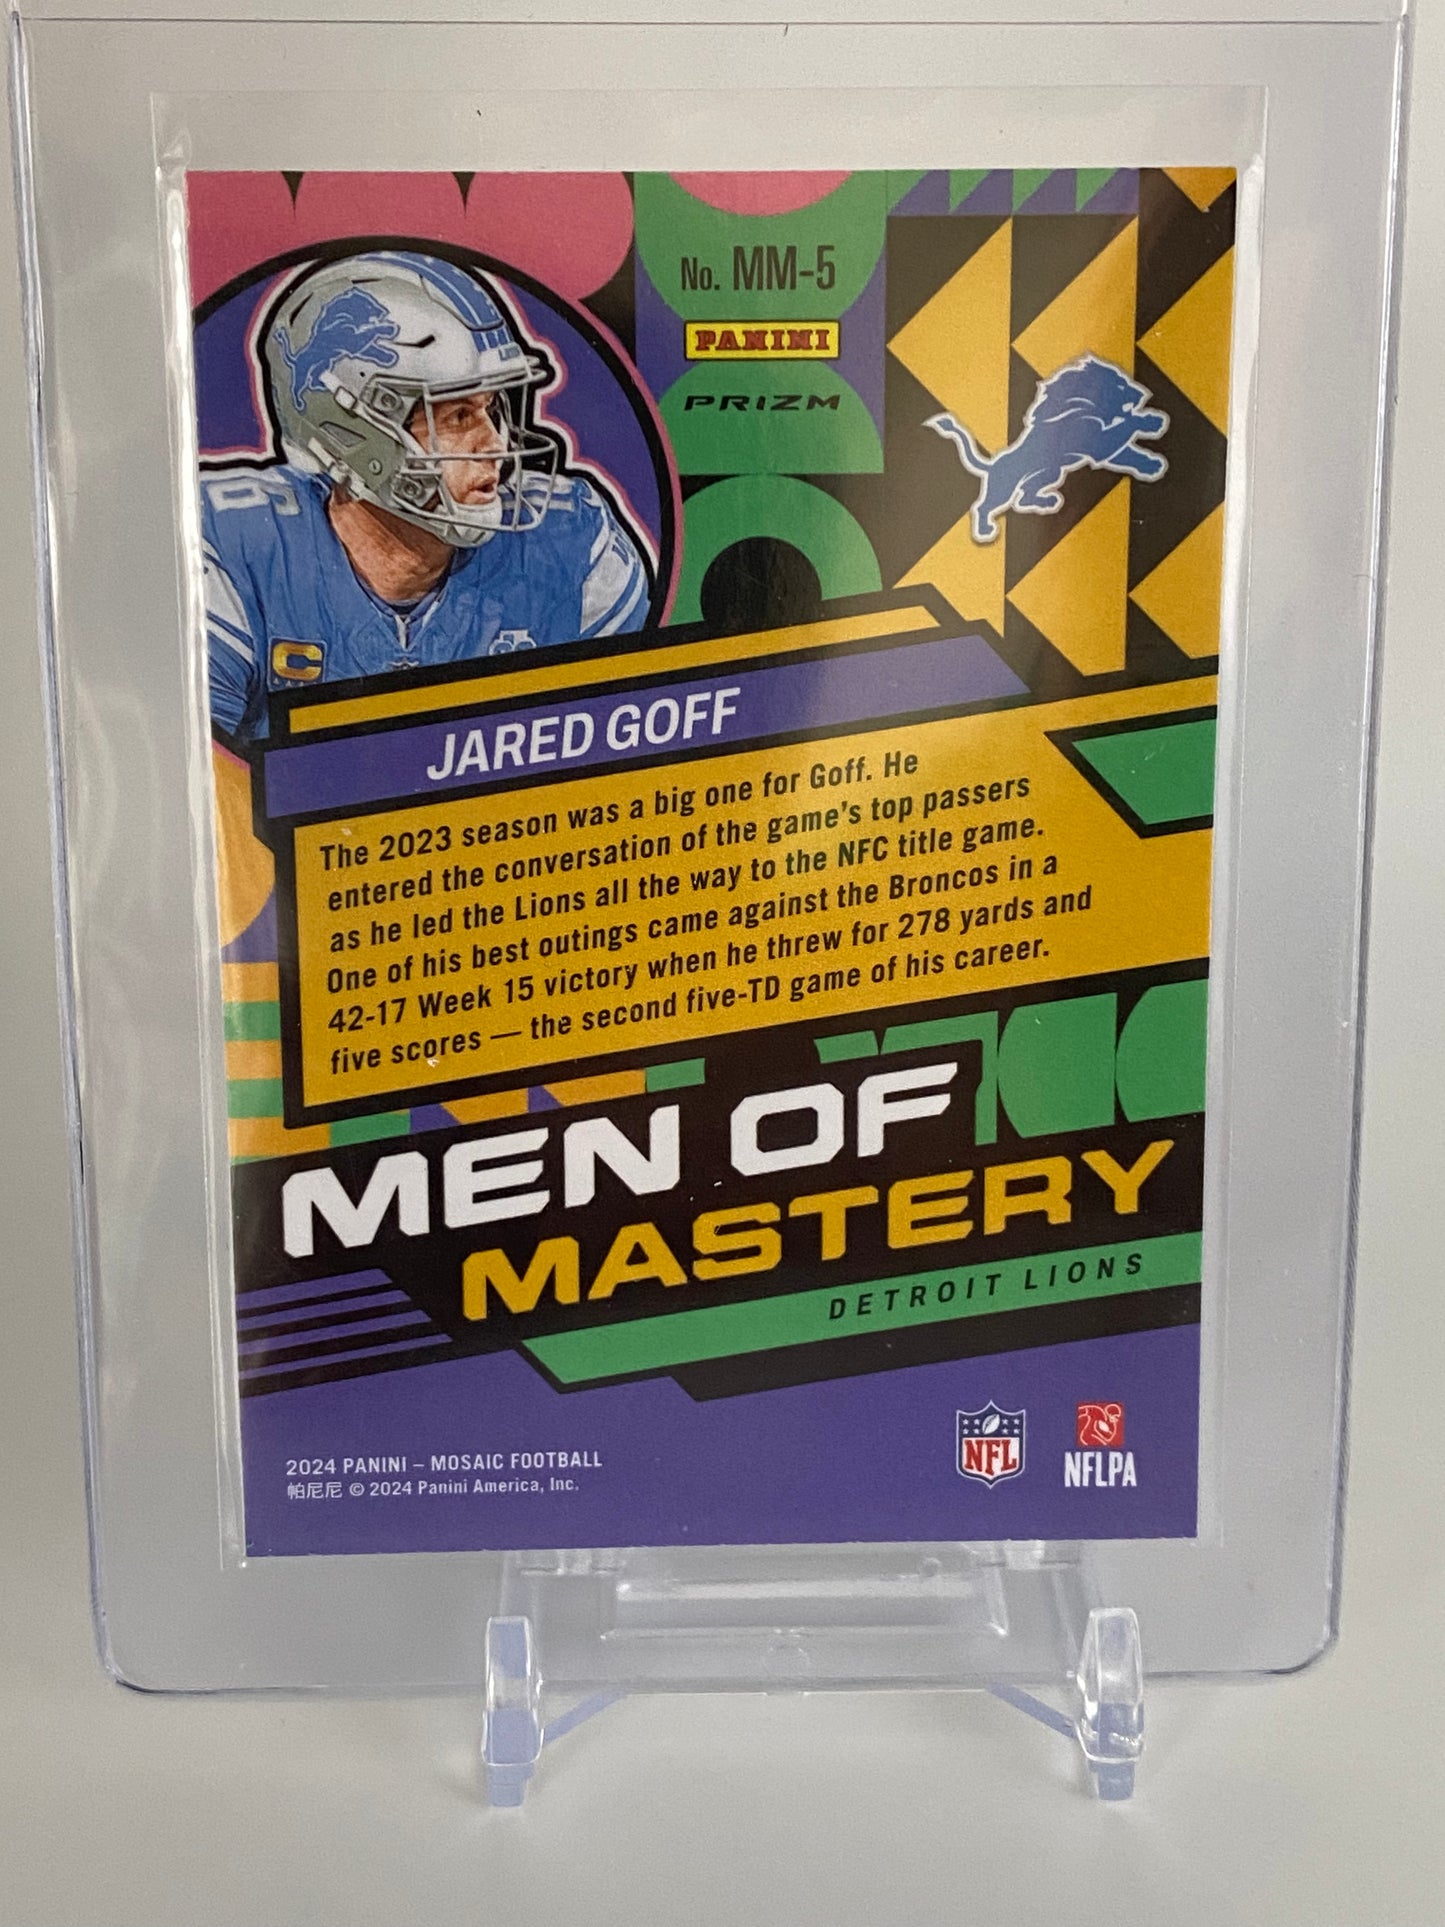 No. MM-5
PANINI
PRIZM
JARED GOFF
The 2023 season was a big one for Goff. He
entered the conversation of the game's top passers
as he led the Lions all the way to the NFC title game.
One of his best outings came against the Broncos in a
42-17 Week 15 victory when he threw for 278 yards and
five scores — the second five-TD game of his career.
MEN OF
MASTERY
DETROIT LIONS
2024 PANINI – MOSAIC FOOTBALL
帕尼尼 © 2024 Panini America, Inc.
NFL
NFLPA
LIONS
16
C